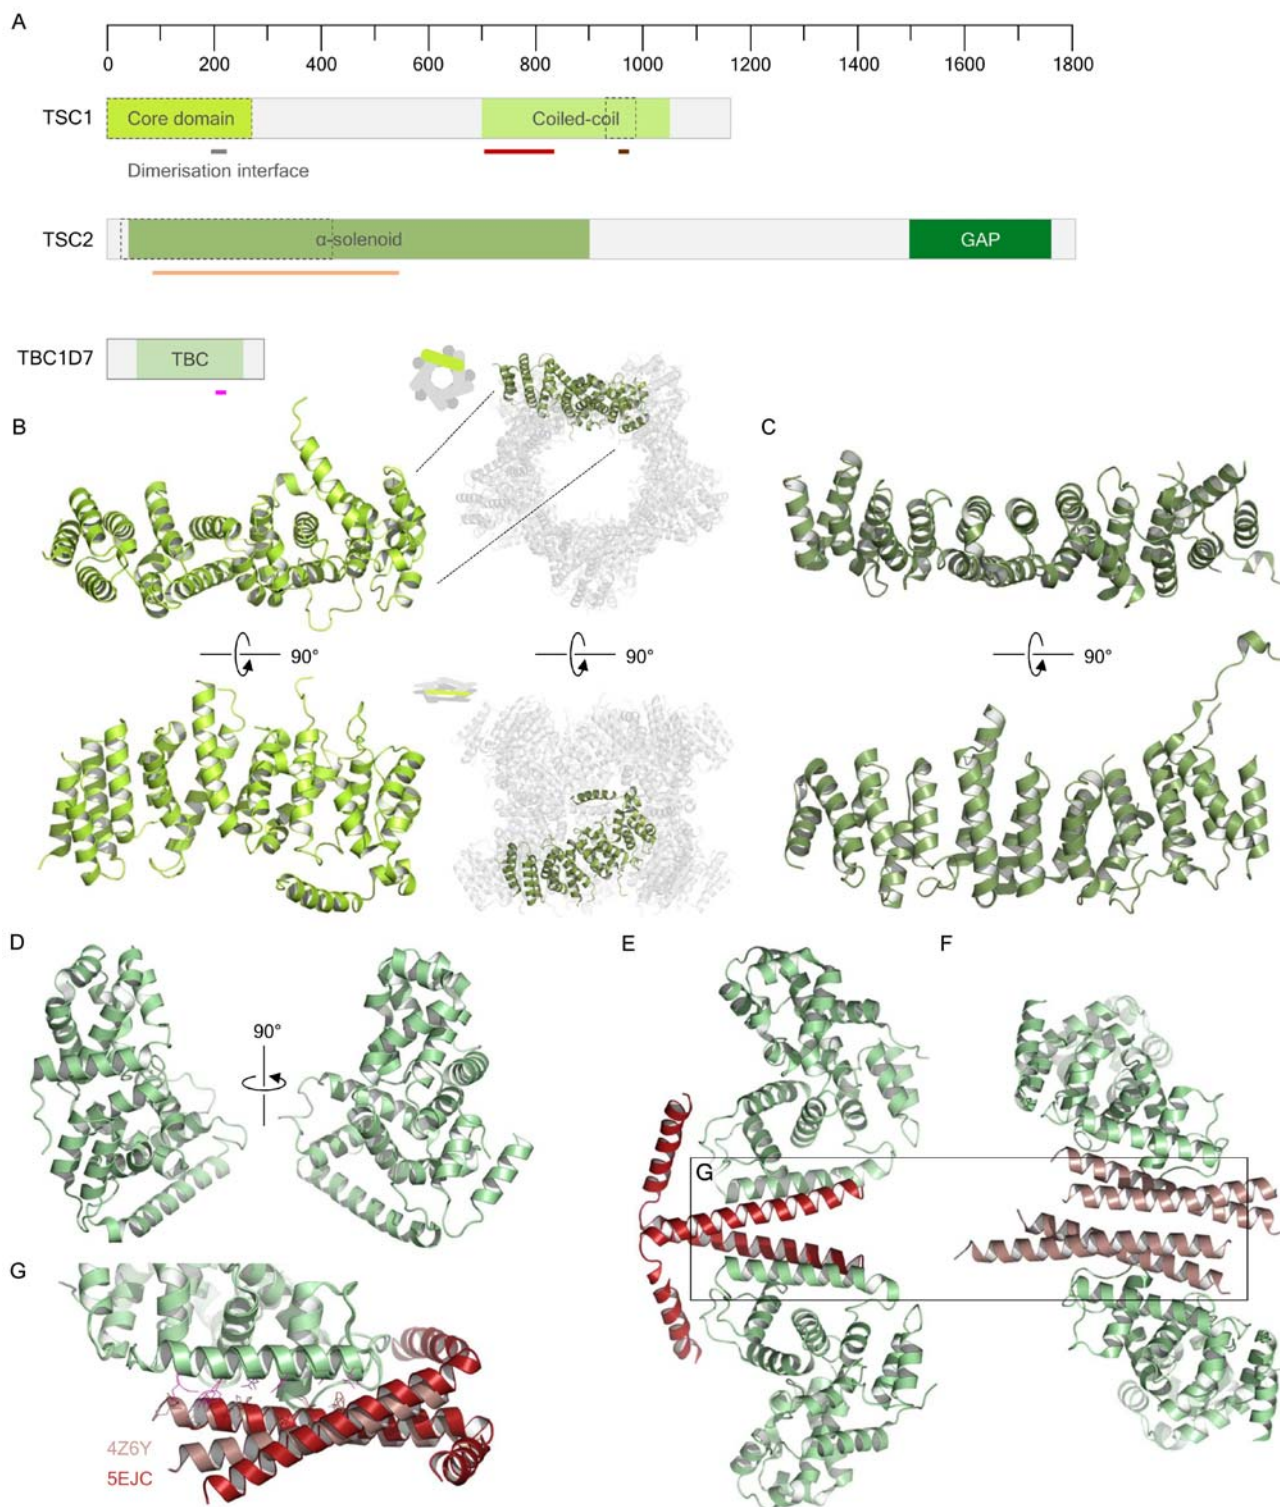 A
0 200 400 600 800 1000 1200 1400 1600 1800
TSC1 Core domain Coiled-coil
Dimerisation interface
TSC2 α-solenoid GAP
TBC1D7 TBC
B
C
90° 90° 90°
D
E
F
90°
G
G
4Z6Y
5EJC